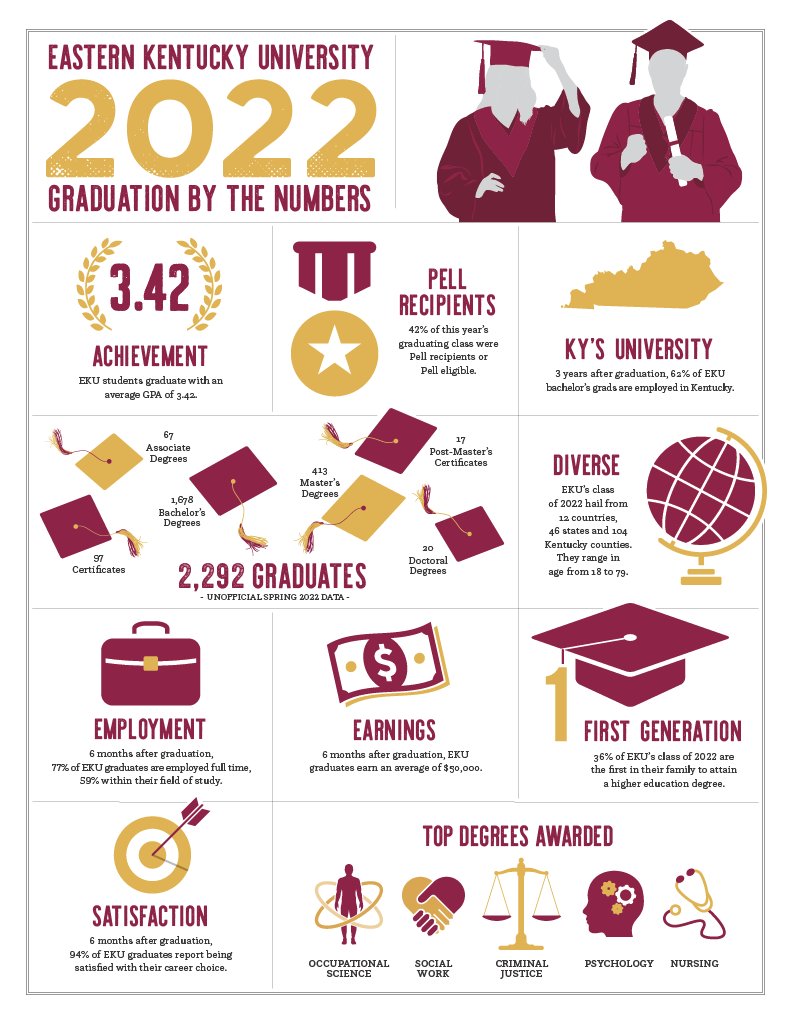 EASTERN KENTUCKY UNIVERSITY
2022
GRADUATION BY THE NUMBERS
3.42
ACHIEVEMENT
EKU students graduate with an
average GPA of 3.42.
PELL
RECIPIENTS
42% of this year's
graduating class were
Pell recipients or
Pell eligible.
KY'S UNIVERSITY
3 years after graduation, 62% of EKU
bachelor's grads are employed in Kentucky.
67
Associate
Degrees
1,678
Bachelor's
Degrees
413
Master's
Degrees
17
Post-Master's
Certificates
97
Certificates
20
Doctoral
Degrees
2,292 GRADUATES
- UNOFFICIAL SPRING 2022 DATA -
DIVERSE
EKU's class
of 2022 hail from
12 countries,
46 states and 104
Kentucky counties.
They range in
age from 18 to 79.
EMPLOYMENT
6 months after graduation,
77% of EKU graduates are employed full time,
59% within their field of study.
$
EARNINGS
6 months after graduation, EKU
graduates earn an average of $50,000.
1 FIRST GENERATION
36% of EKU's class of 2022 are
the first in their family to attain
a higher education degree.
SATISFACTION
6 months after graduation,
94% of EKU graduates report being
satisfied with their career choice.
TOP DEGREES AWARDED
OCCUPATIONAL
SCIENCE
SOCIAL
WORK
CRIMINAL
JUSTICE
PSYCHOLOGY
NURSING